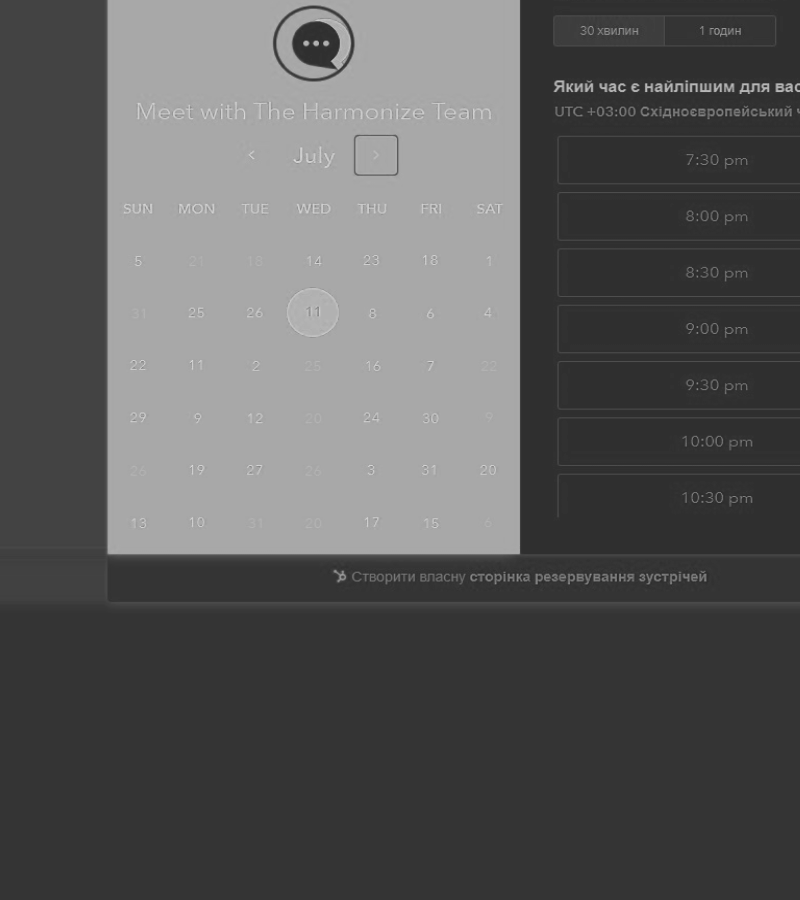 30 хвилин 1 годин
Meet with The Harmonize Team
July
SUN MON TUE WED THU FRI SAT
5 21 18 14 23 18 1
31 25 26 11 8 6 4
22 11 2 25 16 7 22
29 9 12 20 24 30 9
26 19 27 26 3 31 20
13 10 31 20 17 15 6
Який час є найліпшим для вас
UTC +03:00 Східноєвропейський ч
7:30 pm
8:00 pm
8:30 pm
9:00 pm
9:30 pm
10:00 pm
10:30 pm
Створити власну сторінка резервування зустрічей